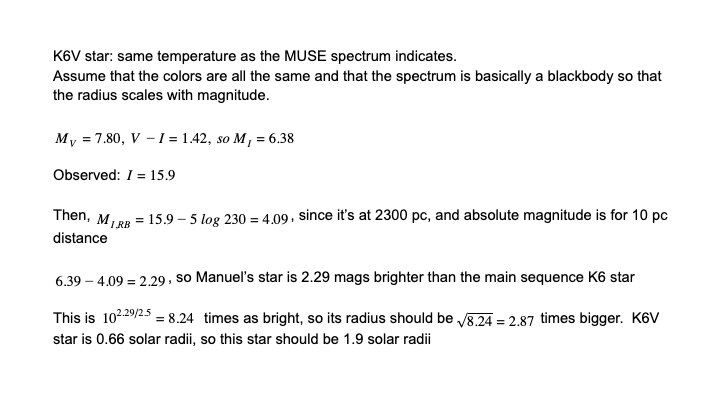 K6V star: same temperature as the MUSE spectrum indicates.
Assume that the colors are all the same and that the spectrum is basically a blackbody so that
the radius scales with magnitude.
M_V = 7.80, V − I = 1.42, so M_I = 6.38
Observed: I = 15.9
Then, M_{I,RB} = 15.9 − 5 log 230 = 4.09, since it's at 2300 pc, and absolute magnitude is for 10 pc
distance
6.39 − 4.09 = 2.29, so Manuel's star is 2.29 mags brighter than the main sequence K6 star
This is 10^{2.29/2.5} = 8.24 times as bright, so its radius should be √8.24 = 2.87 times bigger. K6V
star is 0.66 solar radii, so this star should be 1.9 solar radii